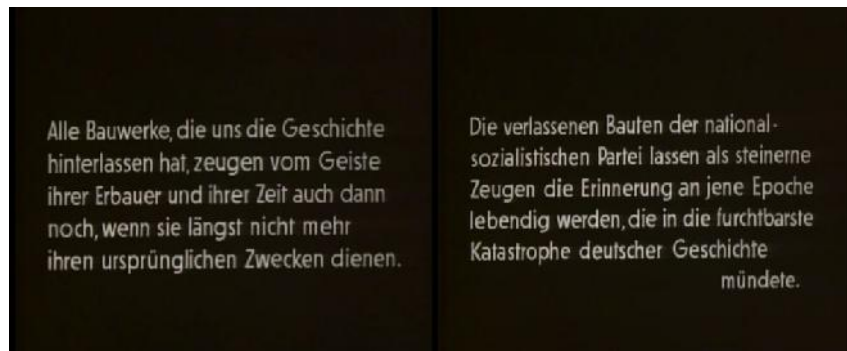 Alle Bauwerke, die uns die Geschichte
hinterlassen hat, zeugen vom Geiste
ihrer Erbauer und ihrer Zeit auch dann
noch, wenn sie längst nicht mehr
ihren ursprünglichen Zwecken dienen.
Die verlassenen Bauten der national-
sozialistischen Partei lassen als steinerne
Zeugen die Erinnerung an jene Epoche
lebendig werden, die in die furchtbarste
Katastrophe deutscher Geschichte
mündete.